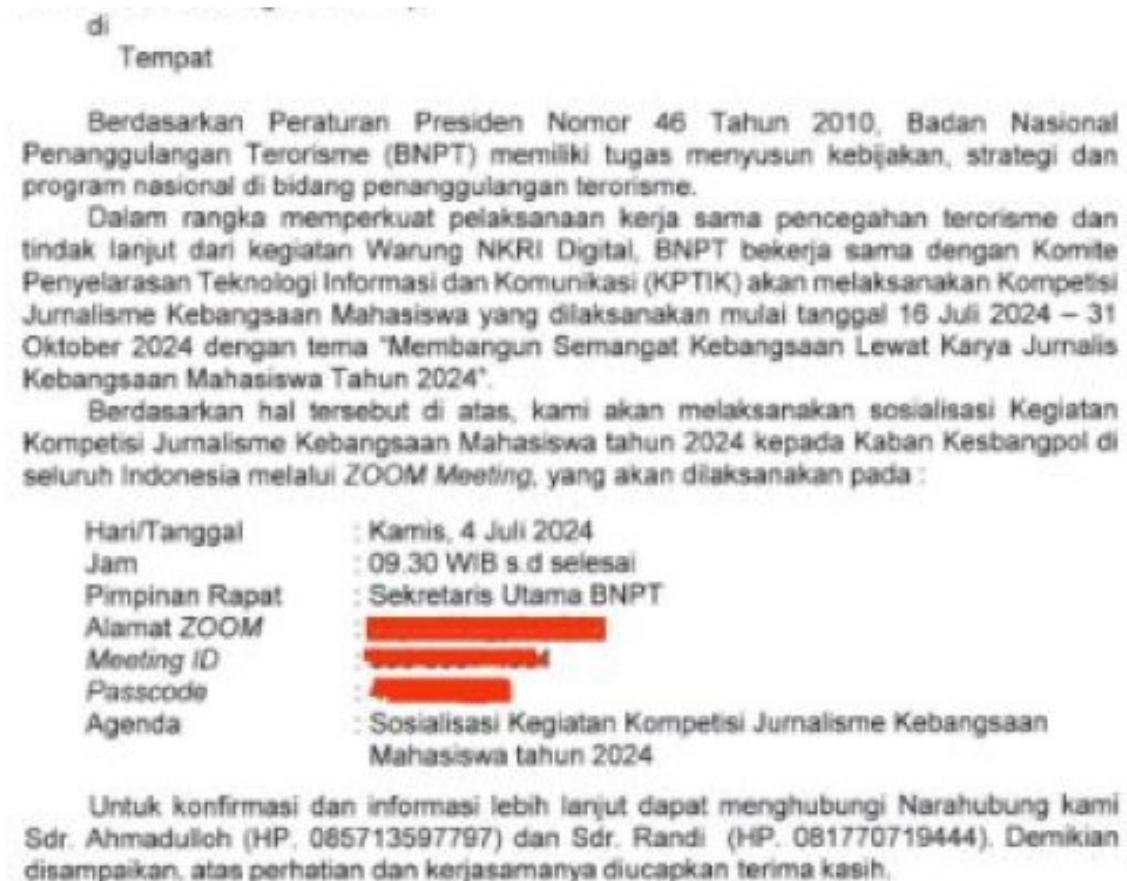 di
Tempat
Berdasarkan Peraturan Presiden Nomor 46 Tahun 2010, Badan Nasional
Penanggulangan Terorisme (BNPT) memiliki tugas menyusun kebijakan, strategi dan
program nasional di bidang penanggulangan terorisme.
Dalam rangka memperkuat pelaksanaan kerja sama pencegahan terorisme dan
tindak lanjut dari kegiatan Warung NKRI Digital, BNPT bekerja sama dengan Komite
Penyelarasan Teknologi Informasi dan Komunikasi (KPTIK) akan melaksanakan Kompetisi
Jurnalisme Kebangsaan Mahasiswa yang dilaksanakan mulai tanggal 16 Juli 2024 – 31
Oktober 2024 dengan tema "Membangun Semangat Kebangsaan Lewat Karya Jurnalis
Kebangsaan Mahasiswa Tahun 2024".
Berdasarkan hal tersebut di atas, kami akan melaksanakan sosialisasi Kegiatan
Kompetisi Jurnalisme Kebangsaan Mahasiswa tahun 2024 kepada Kaban Kesbangpol di
seluruh Indonesia melalui ZOOM Meeting, yang akan dilaksanakan pada :
Hari/Tanggal : Kamis, 4 Juli 2024
Jam : 09.30 WIB s.d selesai
Pimpinan Rapat : Sekretaris Utama BNPT
Alamat ZOOM :
Meeting ID :
Passcode :
Agenda : Sosialisasi Kegiatan Kompetisi Jurnalisme Kebangsaan
Mahasiswa tahun 2024
Untuk konfirmasi dan informasi lebih lanjut dapat menghubungi Narahubung kami
Sdr. Ahmadulloh (HP. 085713597797) dan Sdr. Randi (HP. 081770719444). Demikian
disampaikan, atas perhatian dan kerjasamanya diucapkan terima kasih.